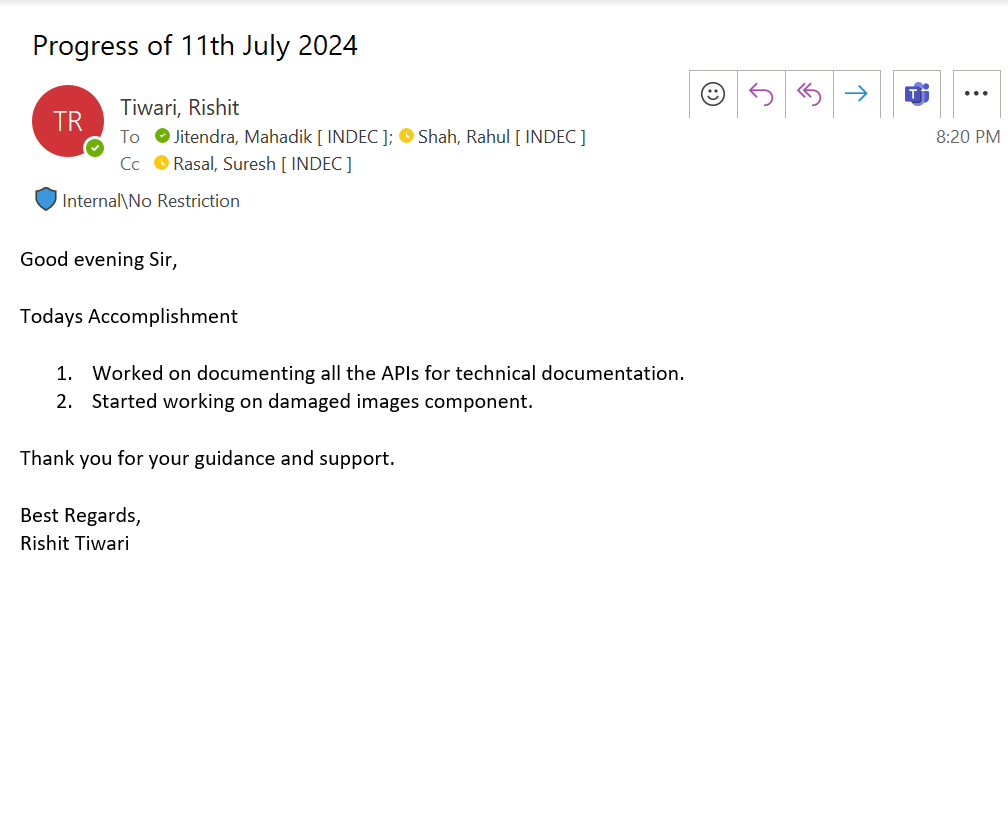 Progress of 11th July 2024
TR
Tiwari, Rishit
To Jitendra, Mahadik [ INDEC ]; Shah, Rahul [ INDEC ]
8:20 PM
Cc Rasal, Suresh [ INDEC ]
Internal\No Restriction
Good evening Sir,
Todays Accomplishment
1. Worked on documenting all the APIs for technical documentation.
2. Started working on damaged images component.
Thank you for your guidance and support.
Best Regards,
Rishit Tiwari